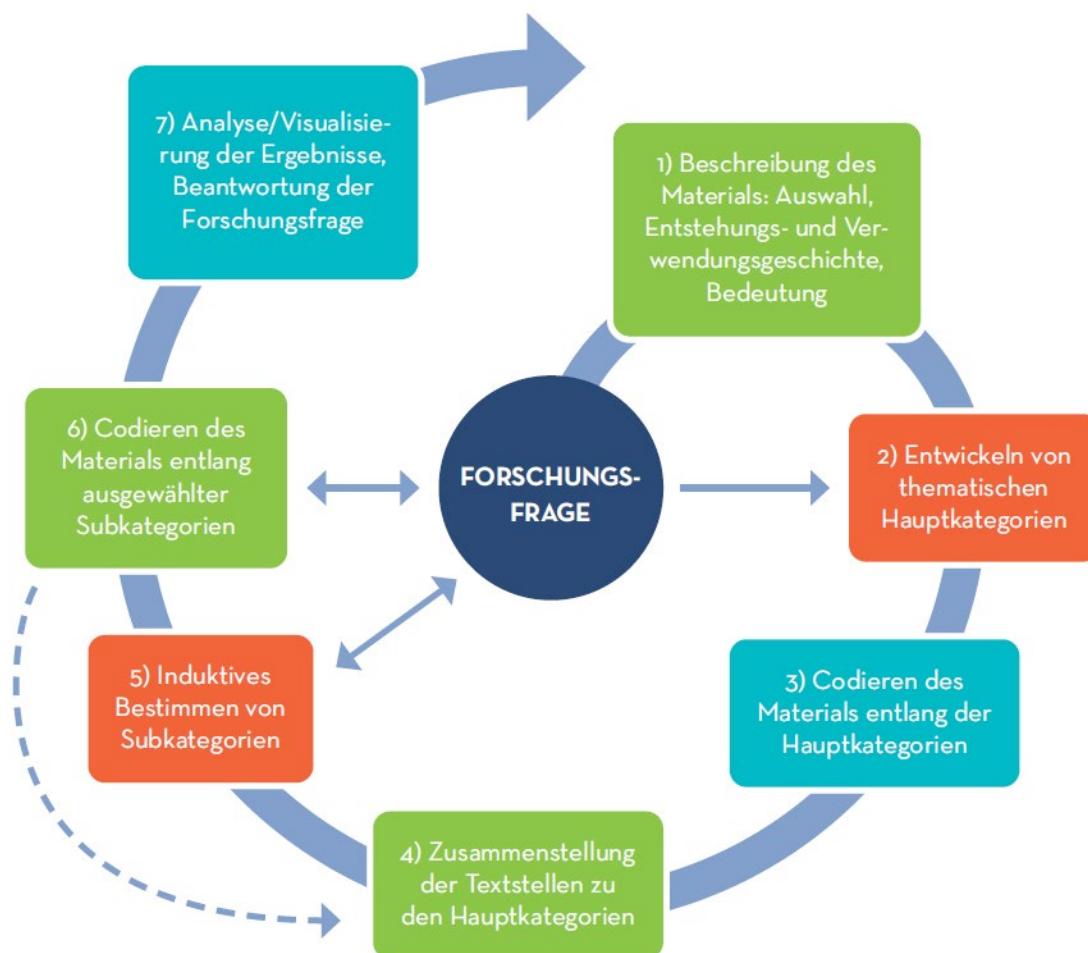 7) Analyse/Visualisie-
rung der Ergebnisse,
Beantwortung der
Forschungsfrage
1) Beschreibung des
Materials: Auswahl,
Entstehungs- und Ver-
wendungsgeschichte,
Bedeutung
6) Codieren des
Materials entlang
ausgewählter
Subkategorien
FORSCHUNGS-
FRAGE
2) Entwickeln von
thematischen
Hauptkategorien
5) Induktives
Bestimmen von
Subkategorien
3) Codieren des
Materials entlang der
Hauptkategorien
4) Zusammenstellung
der Textstellen zu
den Hauptkategorien